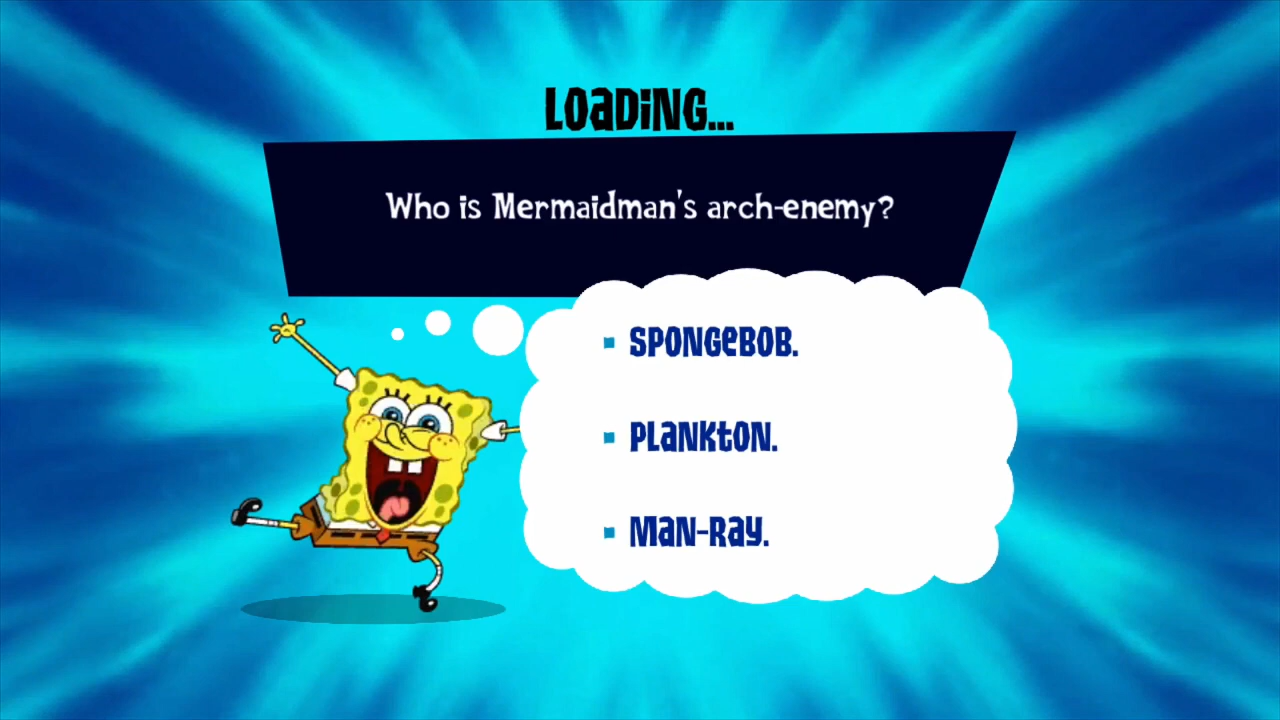 LOADING...
Who is Mermaidman's arch-enemy?
SPONGEBOB.
PLANKTON.
MAN-RAY.